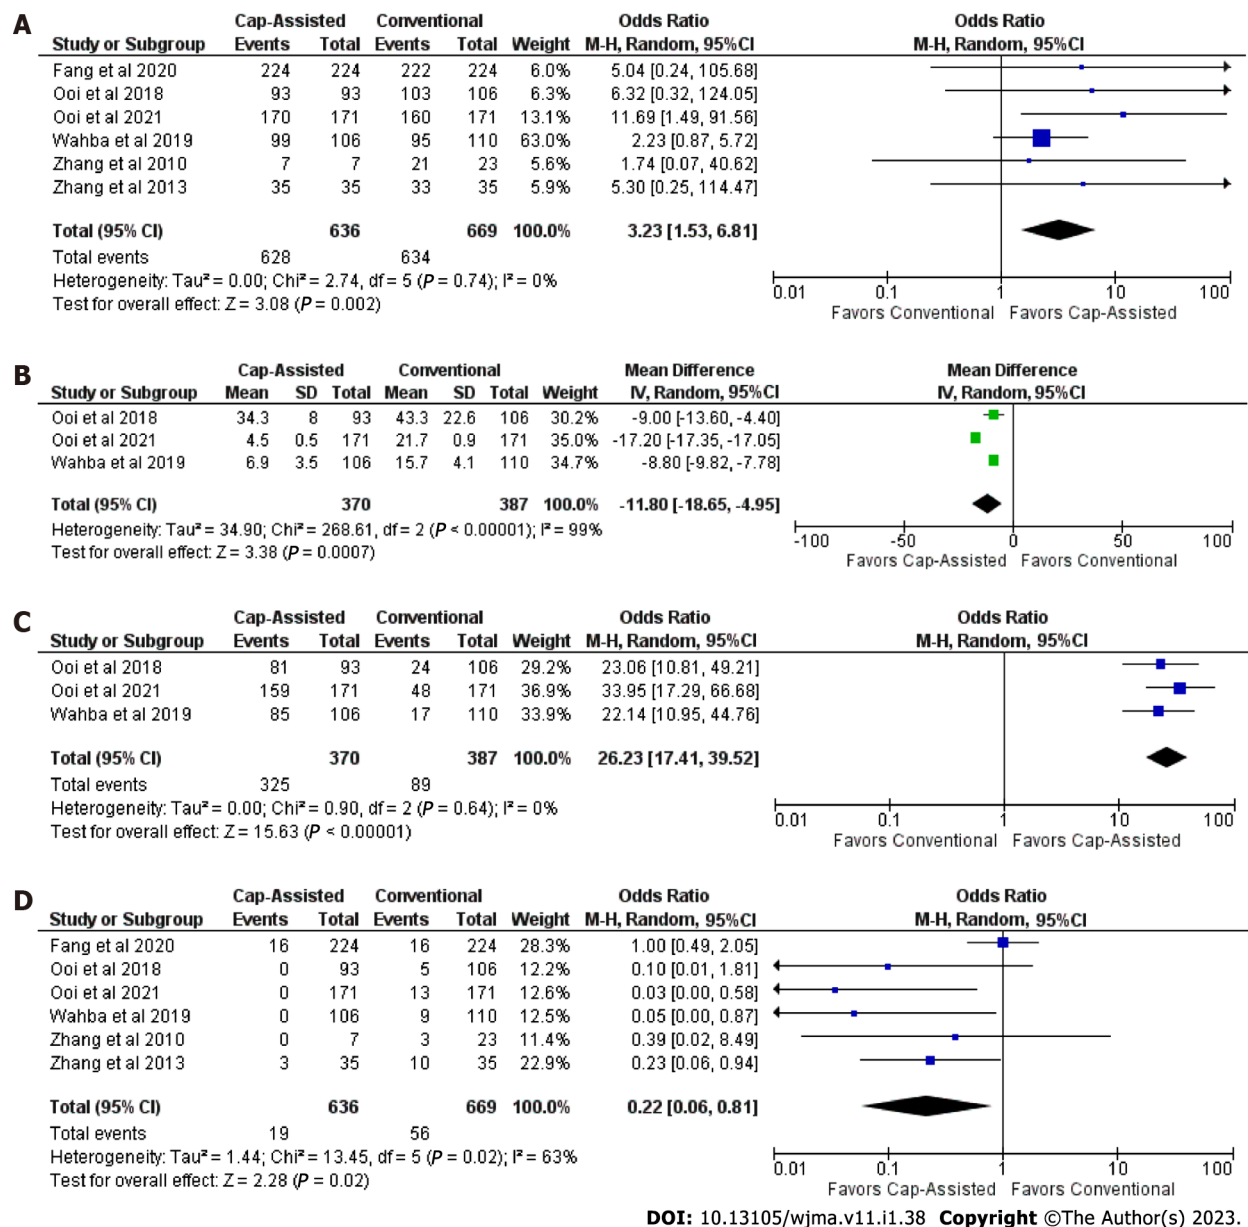 A
Cap-Assisted Conventional Odds Ratio Odds Ratio
Study or Subgroup Events Total Events Total Weight M-H, Random, 95%CI M-H, Random, 95%CI
Fang et al 2020 224 224 222 224 6.0% 5.04 [0.24, 105.68]
Ooi et al 2018 93 93 103 106 6.3% 6.32 [0.32, 124.05]
Ooi et al 2021 170 171 160 171 13.1% 11.69 [1.49, 91.56]
Wahba et al 2019 99 106 95 110 63.0% 2.23 [0.87, 5.72]
Zhang et al 2010 7 7 21 23 5.6% 1.74 [0.07, 40.62]
Zhang et al 2013 35 35 33 35 5.9% 5.30 [0.25, 114.47]
Total (95% CI) 636 669 100.0% 3.23 [1.53, 6.81]
Total events 628 634
Heterogeneity: Tau² = 0.00; Chi² = 2.74, df = 5 (P = 0.74); I² = 0%
Test for overall effect: Z = 3.08 (P = 0.002)
0.01 0.1 1 10 100
Favors Conventional Favors Cap-Assisted
B
Cap-Assisted Conventional Mean Difference Mean Difference
Study or Subgroup Mean SD Total Mean SD Total Weight IV, Random, 95%CI IV, Random, 95%CI
Ooi et al 2018 34.3 8 93 43.3 22.6 106 30.2% -9.00 [-13.60, -4.40]
Ooi et al 2021 4.5 0.5 171 21.7 0.9 171 35.0% -17.20 [-17.35, -17.05]
Wahba et al 2019 6.9 3.5 106 15.7 4.1 110 34.7% -8.80 [-9.82, -7.78]
Total (95% CI) 370 387 100.0% -11.80 [-18.65, -4.95]
Heterogeneity: Tau² = 34.90; Chi² = 268.61, df = 2 (P < 0.00001); I² = 99%
Test for overall effect: Z = 3.38 (P = 0.0007)
-100 -50 0 50 100
Favors Cap-Assisted Favors Conventional
C
Cap-Assisted Conventional Odds Ratio Odds Ratio
Study or Subgroup Events Total Events Total Weight M-H, Random, 95%CI M-H, Random, 95%CI
Ooi et al 2018 81 93 24 106 29.2% 23.06 [10.81, 49.21]
Ooi et al 2021 159 171 48 171 36.9% 33.95 [17.29, 66.68]
Wahba et al 2019 85 106 17 110 33.9% 22.14 [10.95, 44.76]
Total (95% CI) 370 387 100.0% 26.23 [17.41, 39.52]
Total events 325 89
Heterogeneity: Tau² = 0.00; Chi² = 0.90, df = 2 (P = 0.64); I² = 0%
Test for overall effect: Z = 15.63 (P < 0.00001)
0.01 0.1 1 10 100
Favors Conventional Favors Cap-Assisted
D
Cap-Assisted Conventional Odds Ratio Odds Ratio
Study or Subgroup Events Total Events Total Weight M-H, Random, 95%CI M-H, Random, 95%CI
Fang et al 2020 16 224 16 224 28.3% 1.00 [0.49, 2.05]
Ooi et al 2018 0 93 5 106 12.2% 0.10 [0.01, 1.81]
Ooi et al 2021 0 171 13 171 12.6% 0.03 [0.00, 0.58]
Wahba et al 2019 0 106 9 110 12.5% 0.05 [0.00, 0.87]
Zhang et al 2010 0 7 3 23 11.4% 0.39 [0.02, 8.49]
Zhang et al 2013 3 35 10 35 22.9% 0.23 [0.06, 0.94]
Total (95% CI) 636 669 100.0% 0.22 [0.06, 0.81]
Total events 19 56
Heterogeneity: Tau² = 1.44; Chi² = 13.45, df = 5 (P = 0.02); I² = 63%
Test for overall effect: Z = 2.28 (P = 0.02)
0.01 0.1 1 10 100
Favors Cap-Assisted Favors Conventional
DOI: 10.13105/wjma.v11.i1.38 Copyright ©The Author(s) 2023.